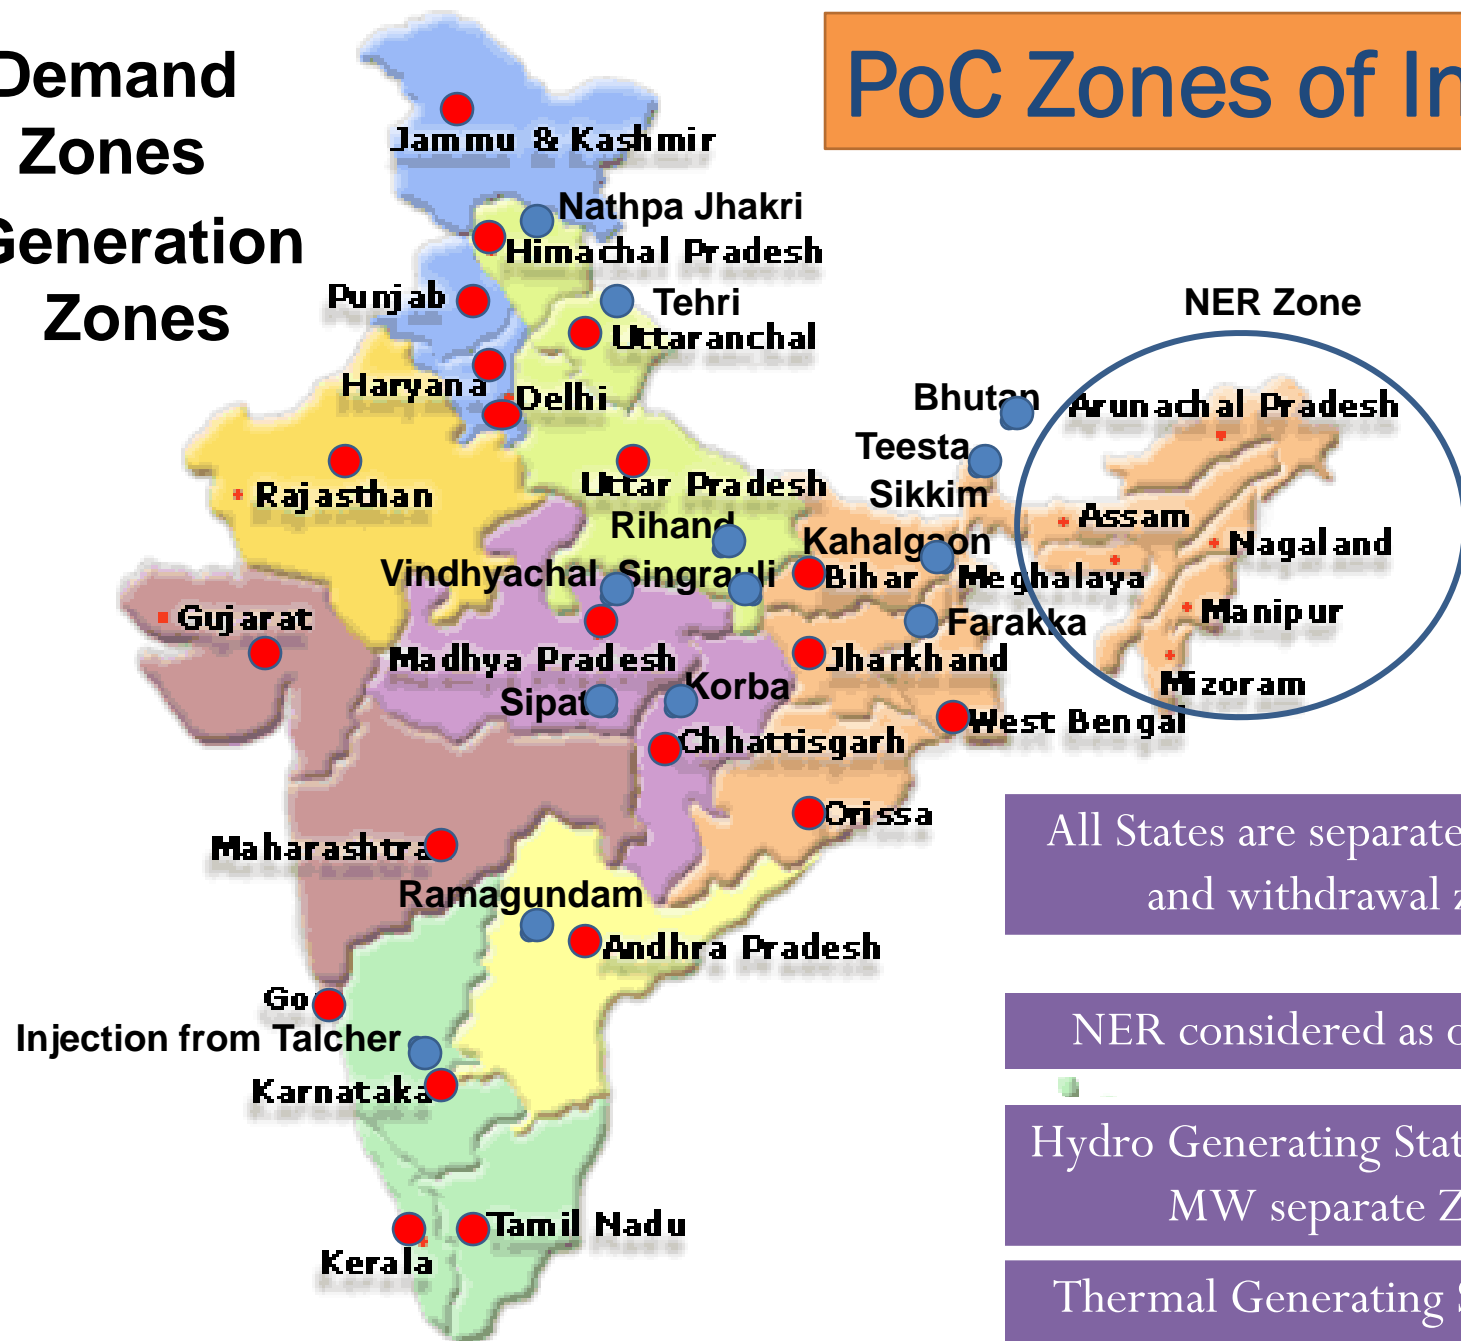 Demand
Zones
Generation
Zones
PoC Zones of In
Jammu & Kashmir
Nathpa Jhakri
Himachal Pradesh
Punjab
Tehri
Uttaranchal
NER Zone
Haryana
Delhi
Bhutan
Arunachal Pradesh
Teesta
Sikkim
Rajasthan
Uttar Pradesh
Rihand
Assam
Kahalgaon
Nagaland
Vindhyachal
Singrauli
Bihar
Meghalaya
Gujarat
Farakka
Manipur
Madhya Pradesh
Jharkhand
Sipat
Korba
Mizoram
West Bengal
Chhattisgarh
Orissa
Maharashtra
Ramagundam
Andhra Pradesh
Go
Injection from Talcher
Karnataka
Tamil Nadu
Kerala
All States are separate
and withdrawal z
NER considered as o
Hydro Generating Stat
MW separate Z
Thermal Generating S